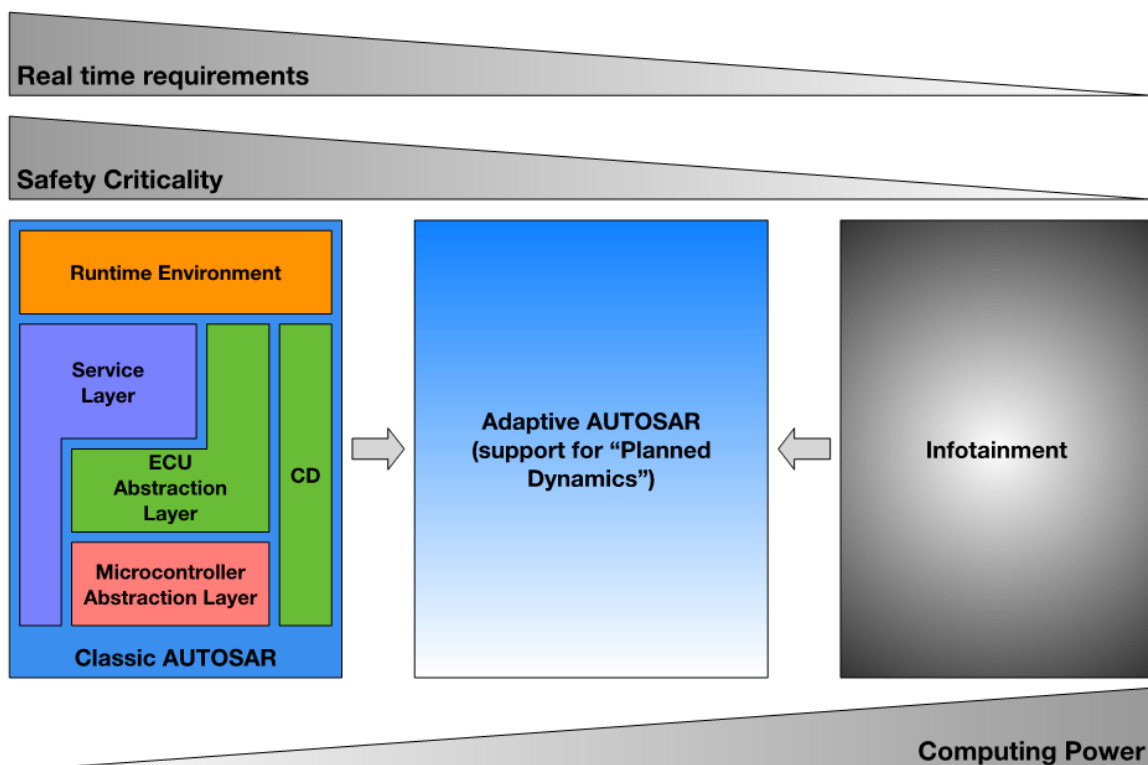 Real time requirements
Safety Criticality
Runtime Environment
Service
Layer
ECU
Abstraction
Layer
CD
Microcontroller
Abstraction Layer
Classic AUTOSAR
Adaptive AUTOSAR
(support for “Planned
Dynamics”)
Infotainment
Computing Power